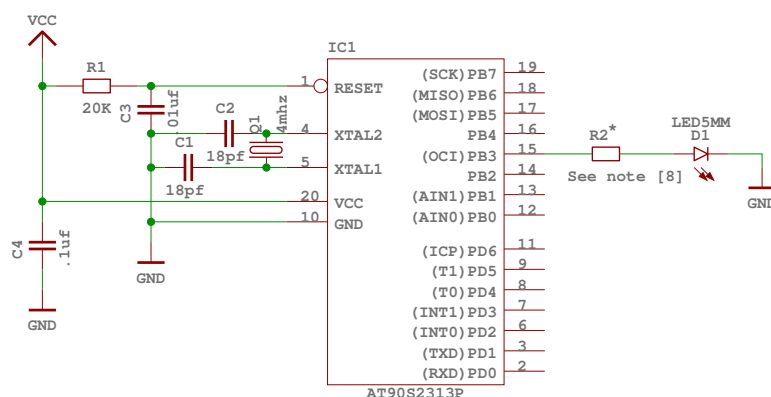 VCC
IC1
R1
20K
C3
.01uf
C2
18pf
C1
18pf
Q1
4mhz
C4
.1uf
GND
GND
1 RESET
4 XTAL2
5 XTAL1
20 VCC
10 GND
(SCK)PB7 19
(MISO)PB6 18
(MOSI)PB5 17
PB4 16
(OCI)PB3 15
PB2 14
(AIN1)PB1 13
(AIN0)PB0 12
(ICP)PD6 11
(T1)PD5 9
(T0)PD4 8
(INT1)PD3 7
(INT0)PD2 6
(TXD)PD1 3
(RXD)PD0 2
AT90S2313P
R2*
See note [8]
LED5MM
D1
GND